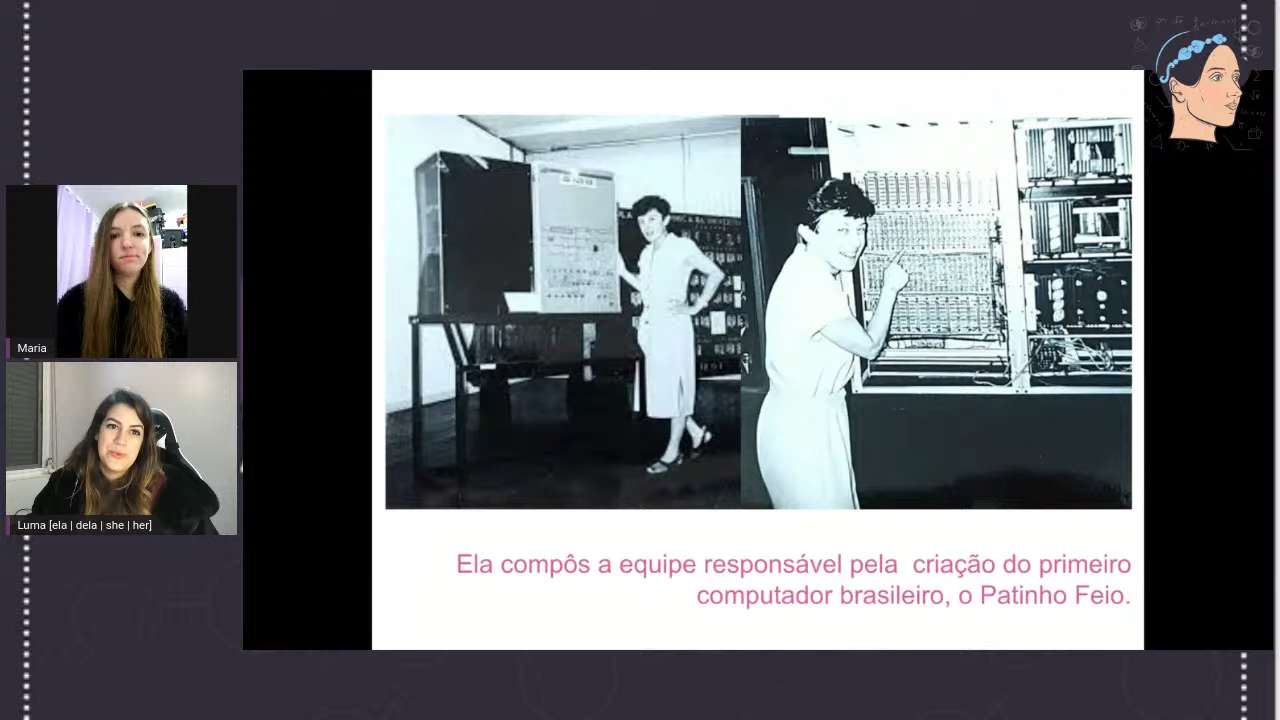 Maria
Luma [ela | dela | she | her]
Ela compôs a equipe responsável pela  criação do primeiro
computador brasileiro, o Patinho Feio.